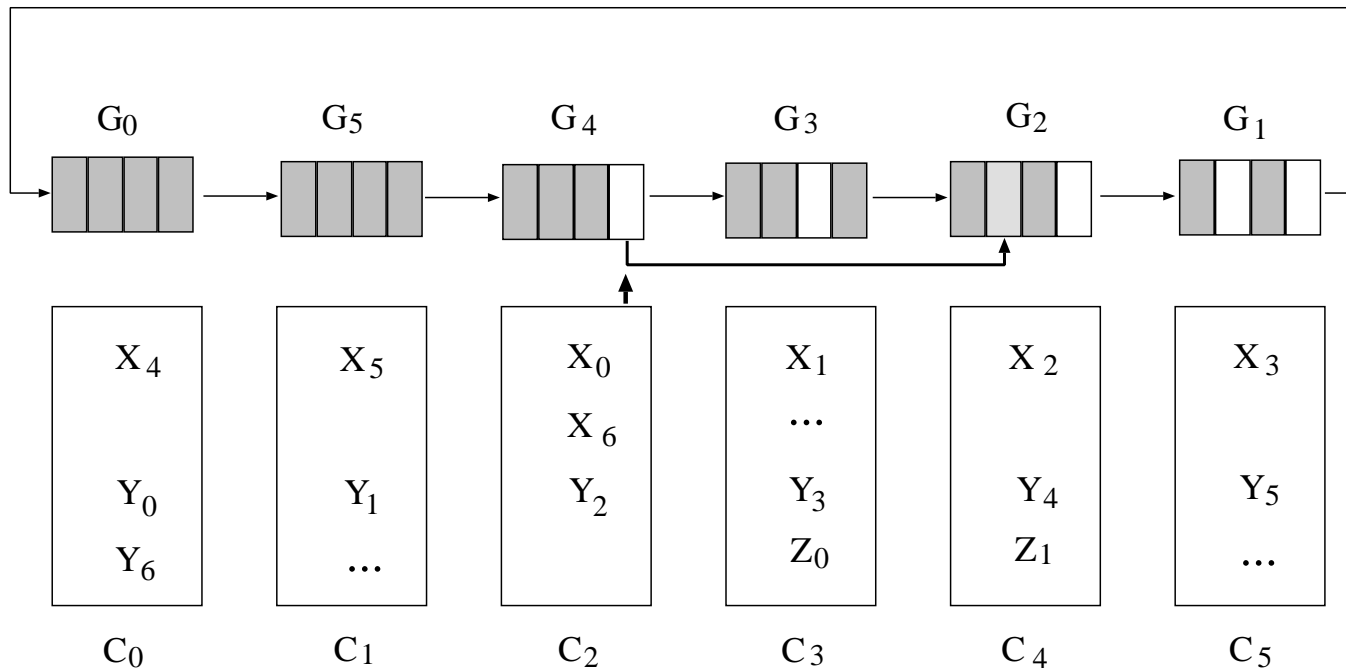 G0 G5 G4 G3 G2 G1
X4 X5 X0 X1 X2 X3
X6 ...
Y0 Y1 Y2 Y3 Y4 Y5
Y6 ... Z0 Z1 ...
C0 C1 C2 C3 C4 C5